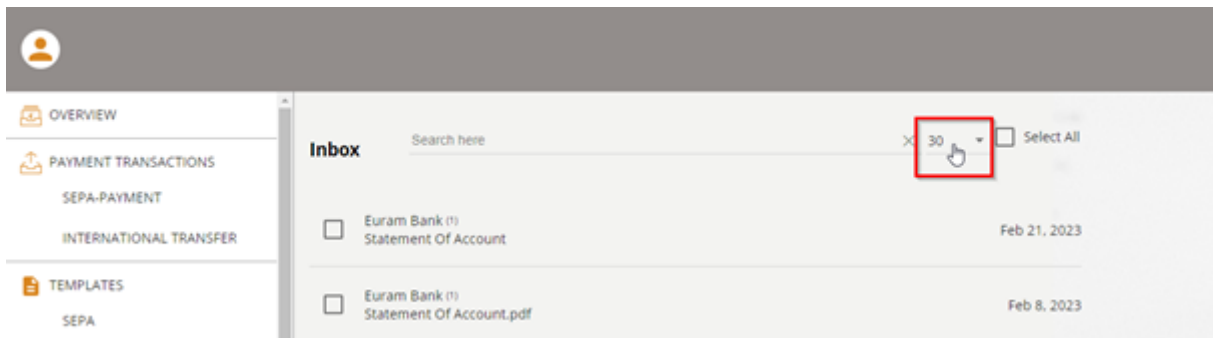 OVERVIEW
PAYMENT TRANSACTIONS
SEPA-PAYMENT
INTERNATIONAL TRANSFER
TEMPLATES
SEPA
Inbox
Search here
30
Select All
Euram Bank (1)
Statement Of Account
Feb 21, 2023
Euram Bank (1)
Statement Of Account.pdf
Feb 8, 2023